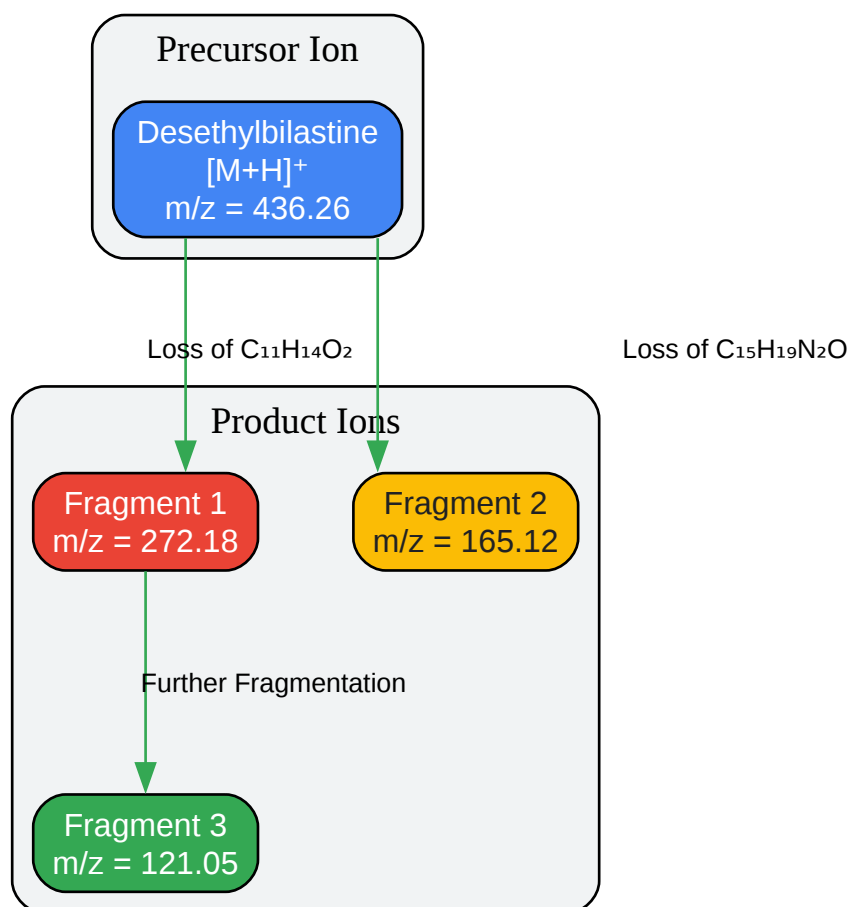 Precursor Ion
Desethylbilastine
[M+H]⁺
m/z = 436.26
Loss of C₁₁H₁₄O₂
Loss of C₁₅H₁₉N₂O
Product Ions
Fragment 1
m/z = 272.18
Fragment 2
m/z = 165.12
Further Fragmentation
Fragment 3
m/z = 121.05